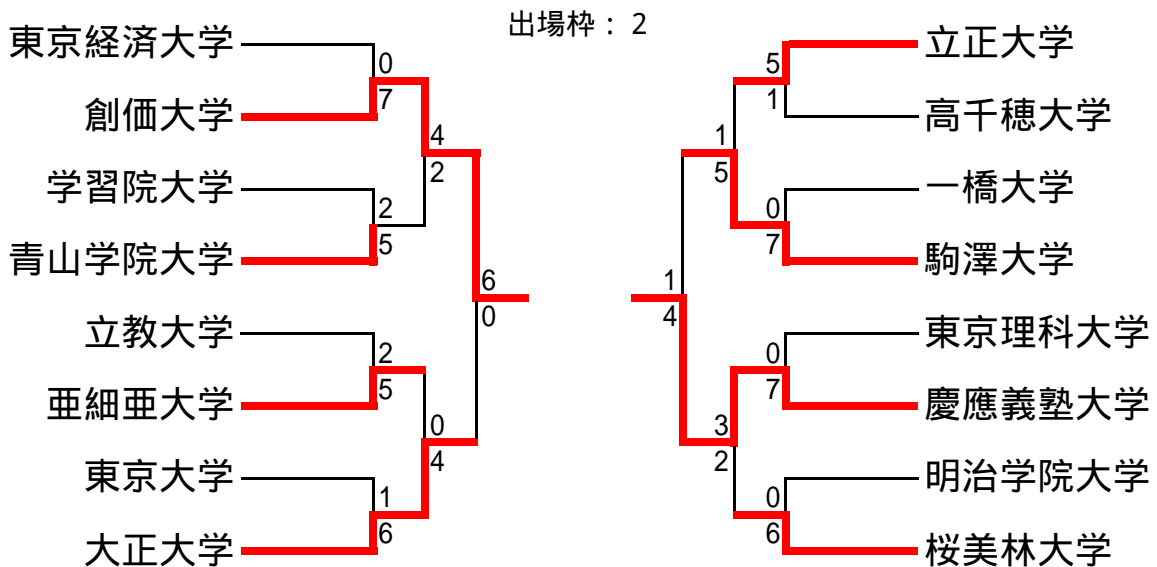 出場枠： 2
東京経済大学
創価大学
学習院大学
青山学院大学
立教大学
亜細亜大学
東京大学
大正大学
0
7
2
5
2
5
1
6
4
2
0
4
6
0
立正大学
高千穂大学
一橋大学
駒澤大学
東京理科大学
慶應義塾大学
明治学院大学
桜美林大学
5
1
0
7
0
7
0
6
1
5
3
2
1
4